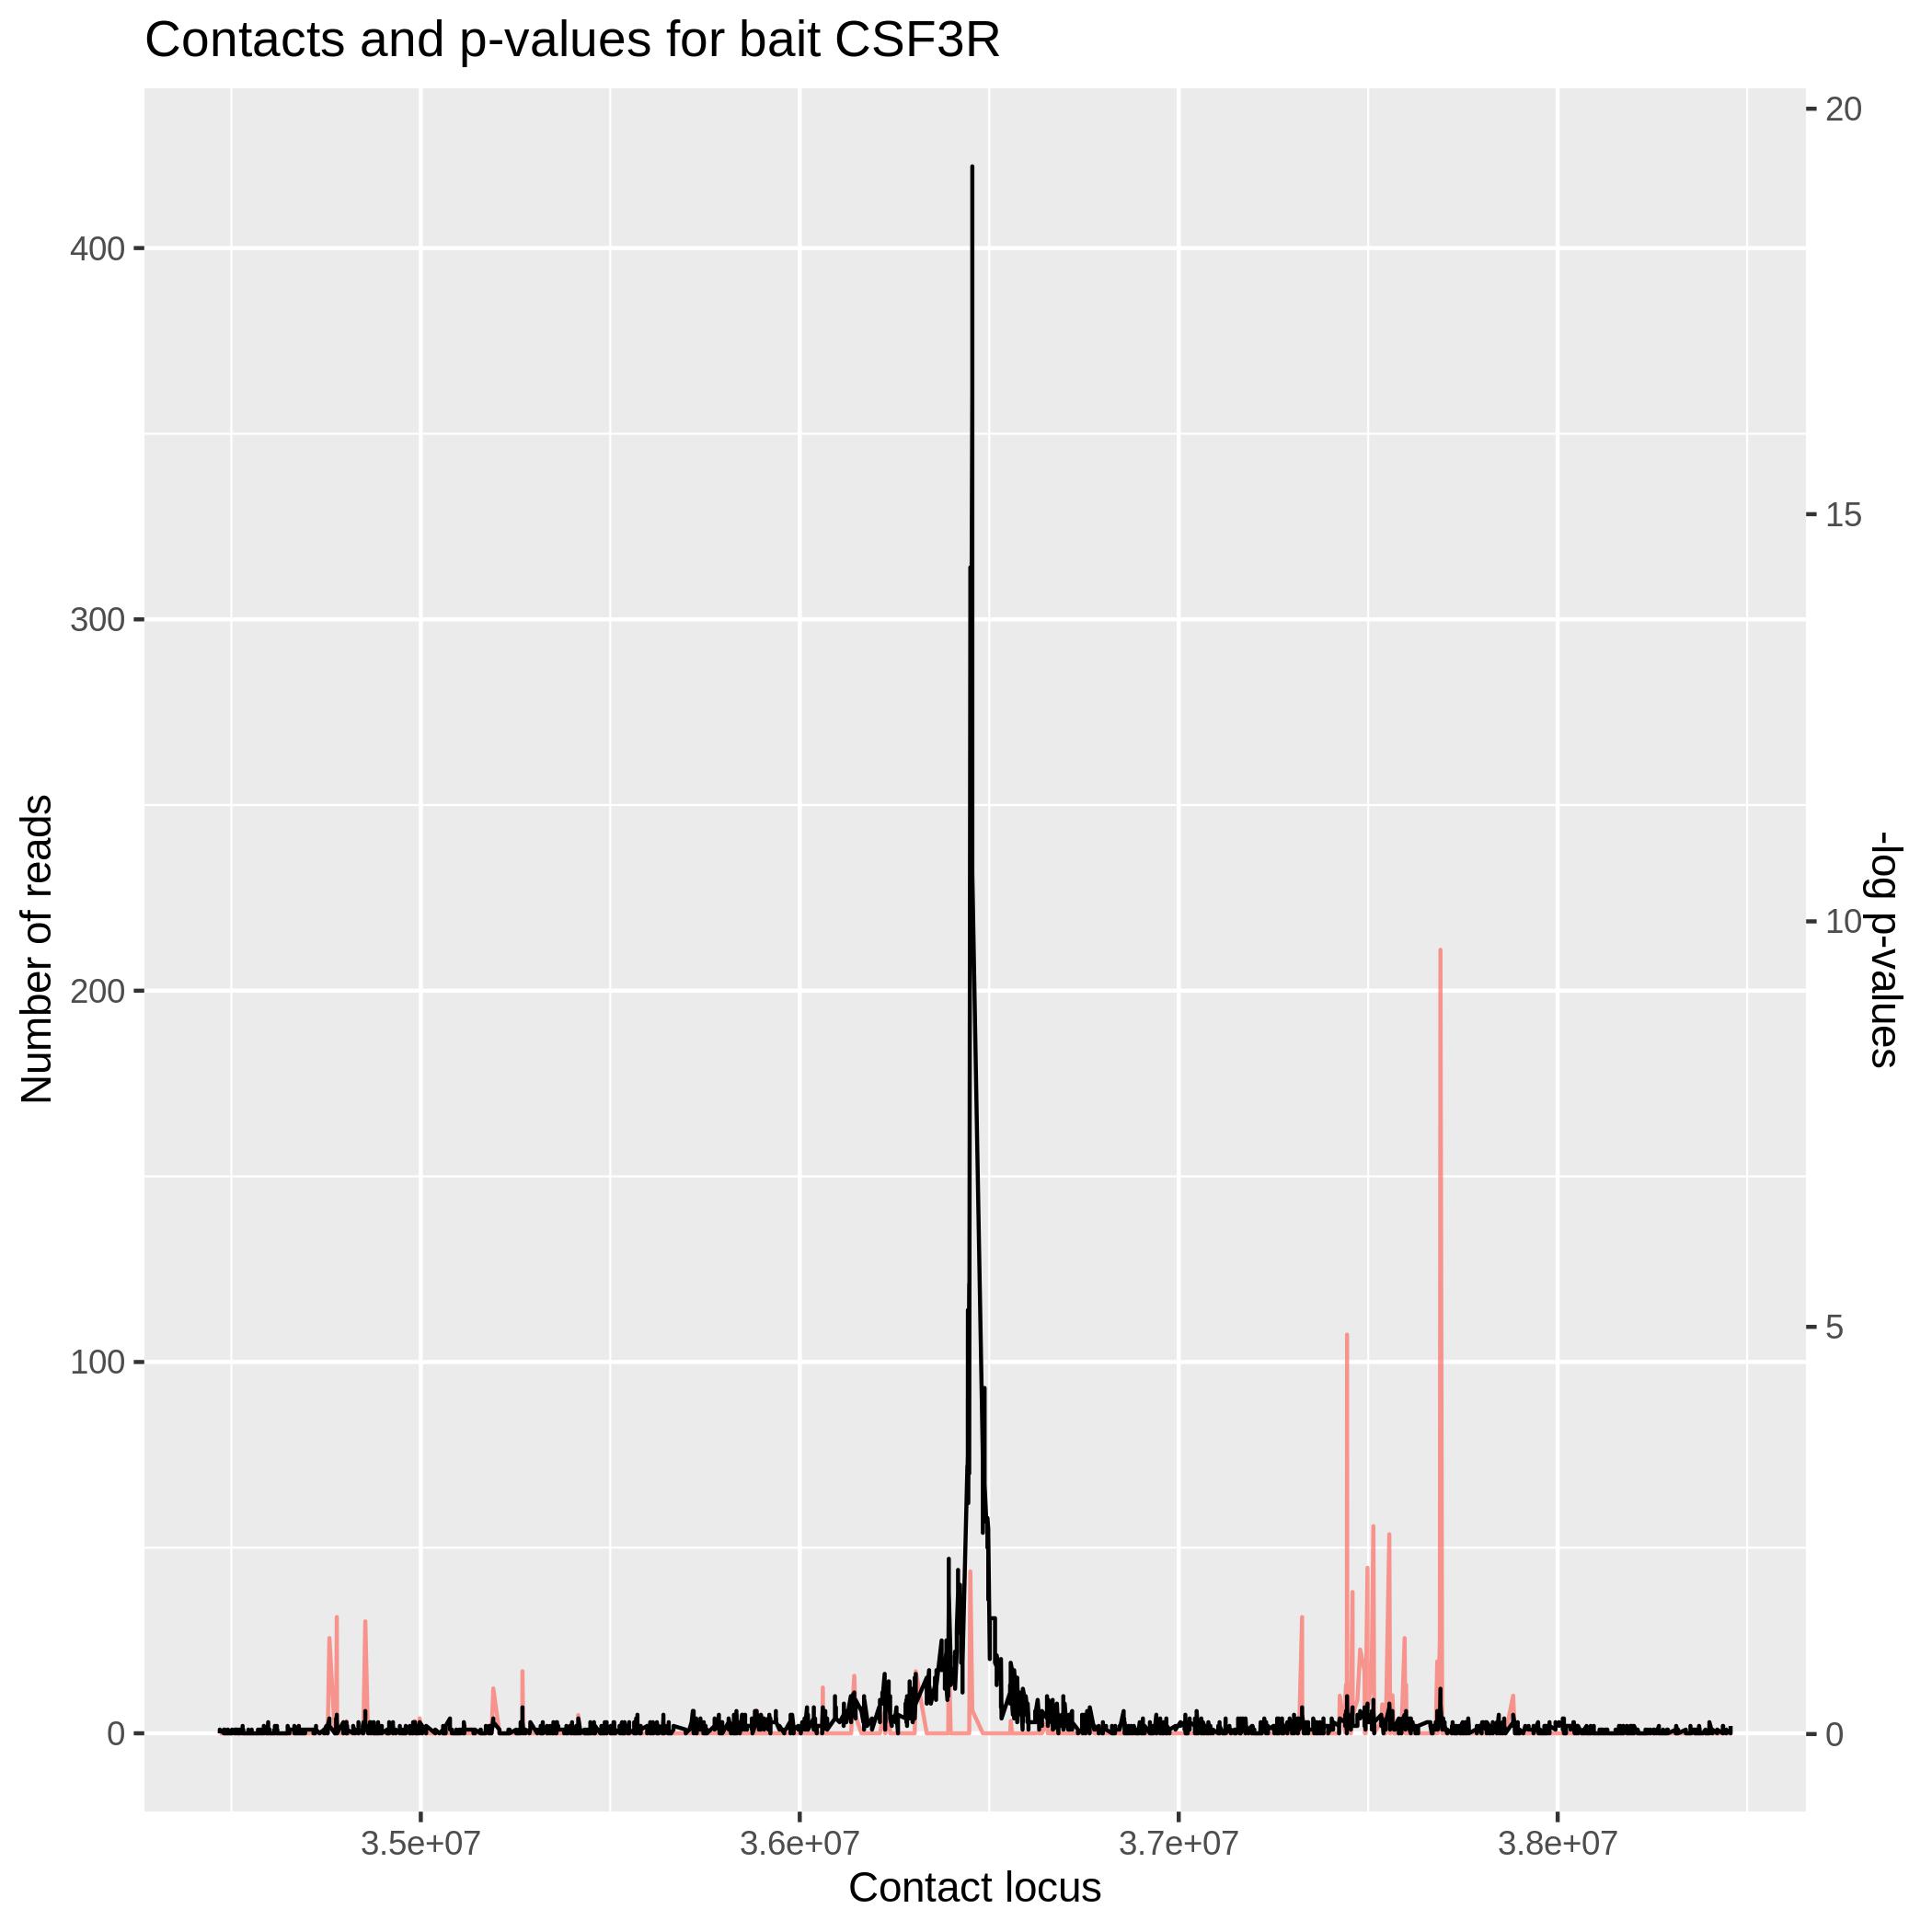 Contacts and p-values for bait CSF3R
Number of reads
400
300
200
100
0
20
15
10
5
0
-log p-values
3.5e+07
3.6e+07
3.7e+07
3.8e+07
Contact locus